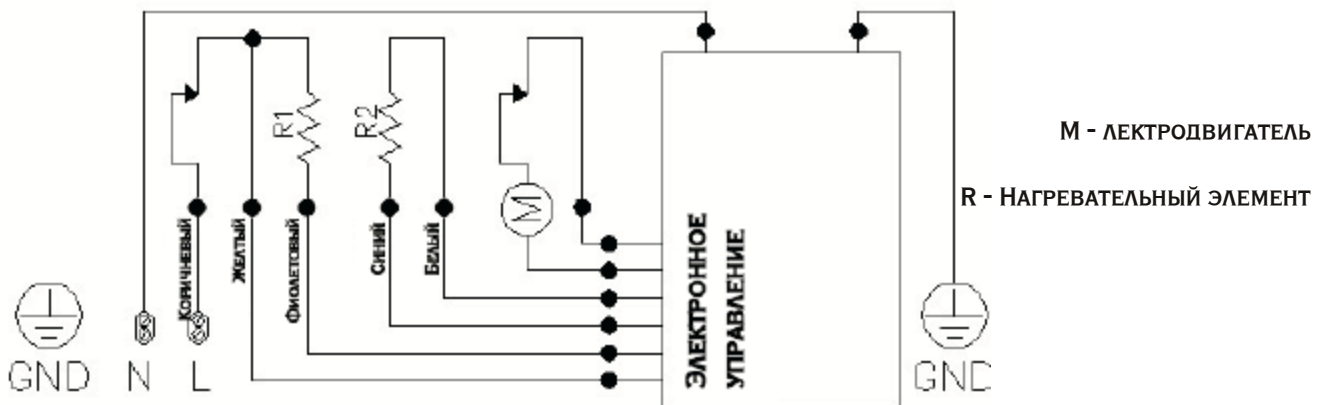 М - ЛЕКТРОДВИГАТЕЛЬ
R - НАГРЕВАТЕЛЬНЫЙ ЭЛЕМЕНТ
R1
R2
M
КОРИЧНЕВЫЙ
ЖЕЛТЫЙ
ФИОЛЕТОВЫЙ
СИНИЙ
БЕЛЫЙ
ЭЛЕКТРОННОЕ
УПРАВЛЕНИЕ
GND
N
L
GND